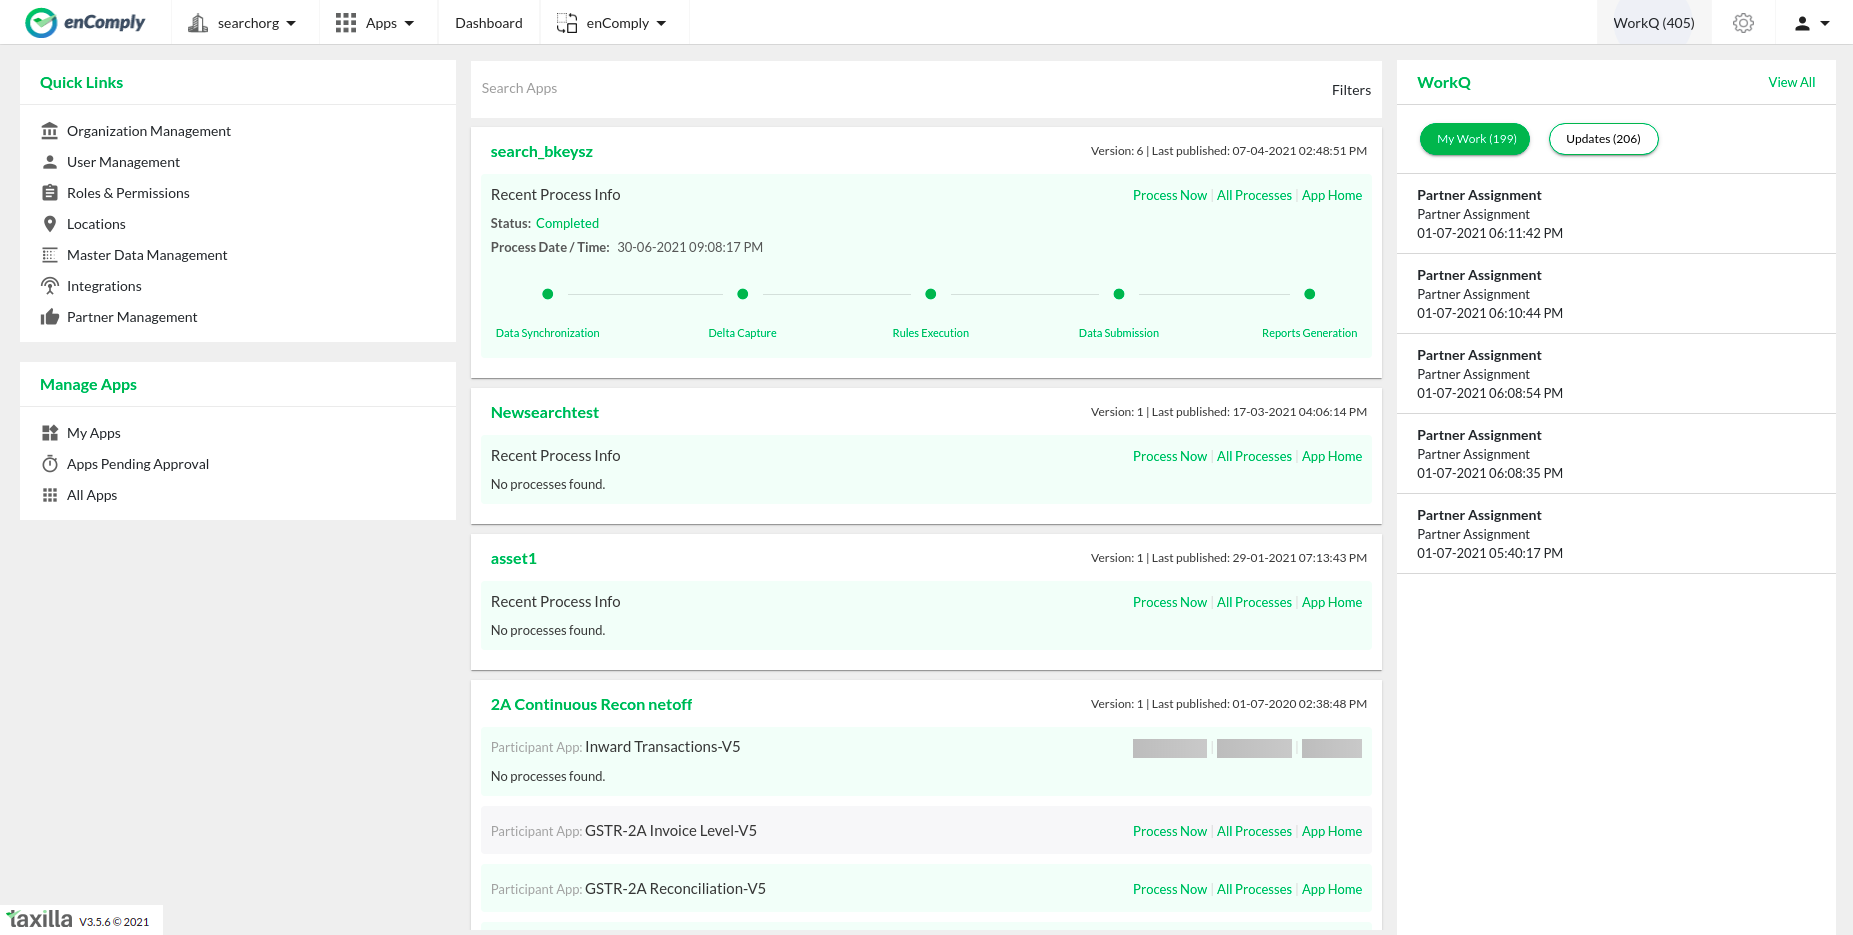 enComply
searchorg
Apps
Dashboard
enComply
WorkQ (405)
Quick Links
Organization Management
User Management
Roles & Permissions
Locations
Master Data Management
Integrations
Partner Management
Manage Apps
My Apps
Apps Pending Approval
All Apps
Search Apps
Filters
search_bkeysz
Version: 6 | Last published: 07-04-2021 02:48:51 PM
Recent Process Info
Process Now | All Processes | App Home
Status: Completed
Process Date / Time: 30-06-2021 09:08:17 PM
Data Synchronization
Delta Capture
Rules Execution
Data Submission
Reports Generation
Newsearchtest
Version: 1 | Last published: 17-03-2021 04:06:14 PM
Recent Process Info
Process Now | All Processes | App Home
No processes found.
asset1
Version: 1 | Last published: 29-01-2021 07:13:43 PM
Recent Process Info
Process Now | All Processes | App Home
No processes found.
2A Continuous Recon netoff
Version: 1 | Last published: 01-07-2020 02:38:48 PM
Participant App: Inward Transactions-V5
No processes found.
Participant App: GSTR-2A Invoice Level-V5
Process Now | All Processes | App Home
Participant App: GSTR-2A Reconciliation-V5
Process Now | All Processes | App Home
WorkQ
View All
My Work (199)
Updates (206)
Partner Assignment
Partner Assignment
01-07-2021 06:11:42 PM
Partner Assignment
Partner Assignment
01-07-2021 06:10:44 PM
Partner Assignment
Partner Assignment
01-07-2021 06:08:54 PM
Partner Assignment
Partner Assignment
01-07-2021 06:08:35 PM
Partner Assignment
Partner Assignment
01-07-2021 05:40:17 PM
taxilla V3.5.6 © 2021